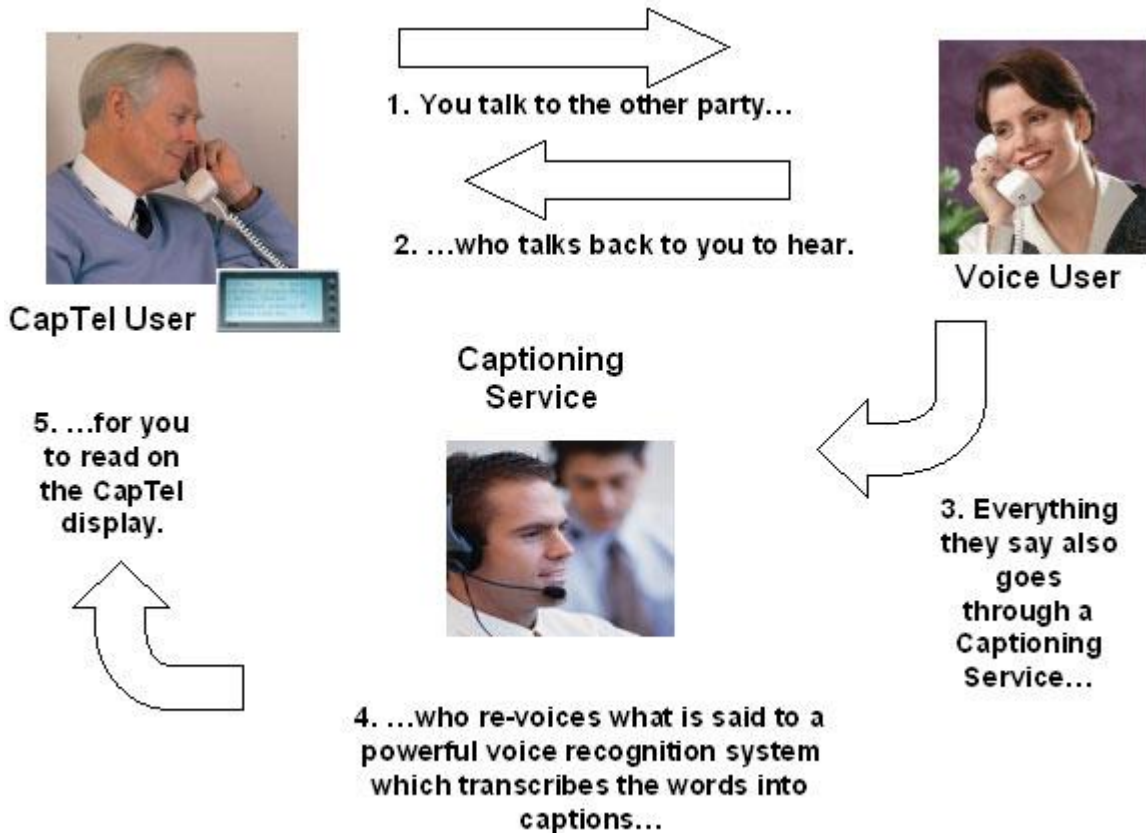 1. You talk to the other party…
2. …who talks back to you to hear.
CapTel User
Voice User
Captioning
Service
3. Everything
they say also
goes
through a
Captioning
Service…
4. …who re-voices what is said to a
powerful voice recognition system
which transcribes the words into
captions…
5. …for you
to read on
the CapTel
display.